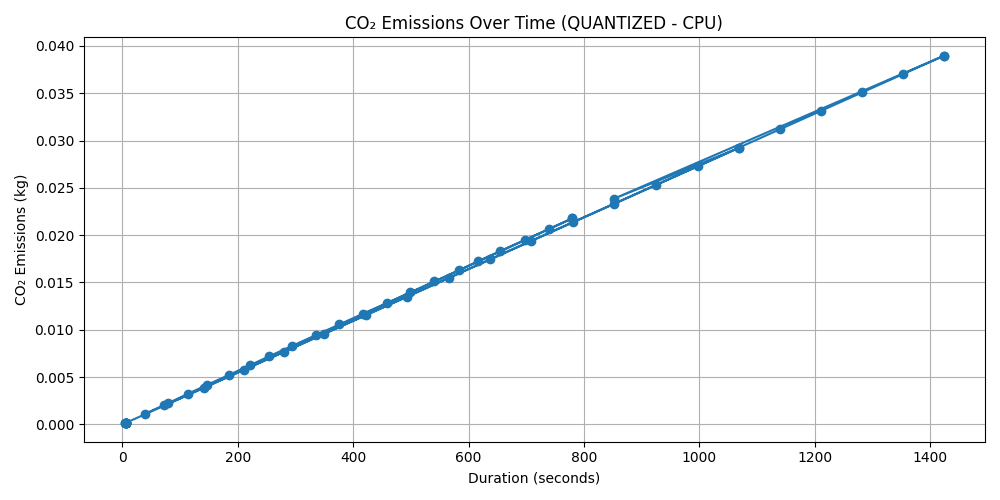 CO₂ Emissions Over Time (QUANTIZED - CPU)
0.040
0.035
0.030
0.025
0.020
0.015
0.010
0.005
0.000
CO₂ Emissions (kg)
0 200 400 600 800 1000 1200 1400
Duration (seconds)